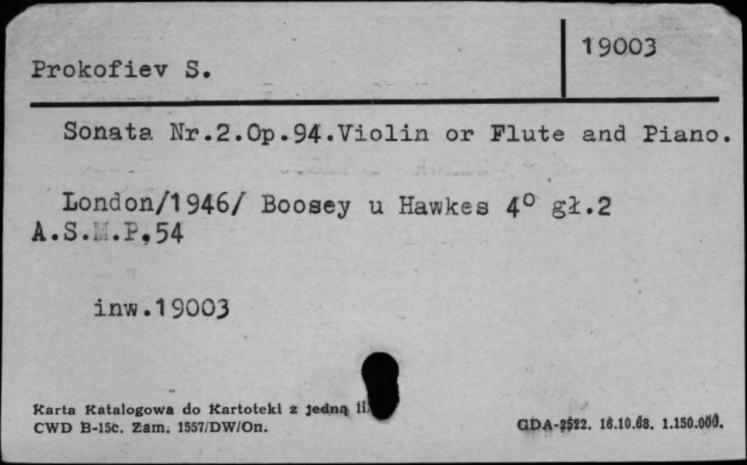 Prokofiev S.
19003
Sonata Nr.2.Op.94.Violin or Flute and Piano.
London/1946/ Boosey u Hawkes 4° gł.2
A.S.M.P.54
inw.19003
Karta Katalogowa do Kartoteki z jedną
CWD B-15c. Zam. 1557/DW/On.
GDA-2522. 16.10.68. 1.150.000.